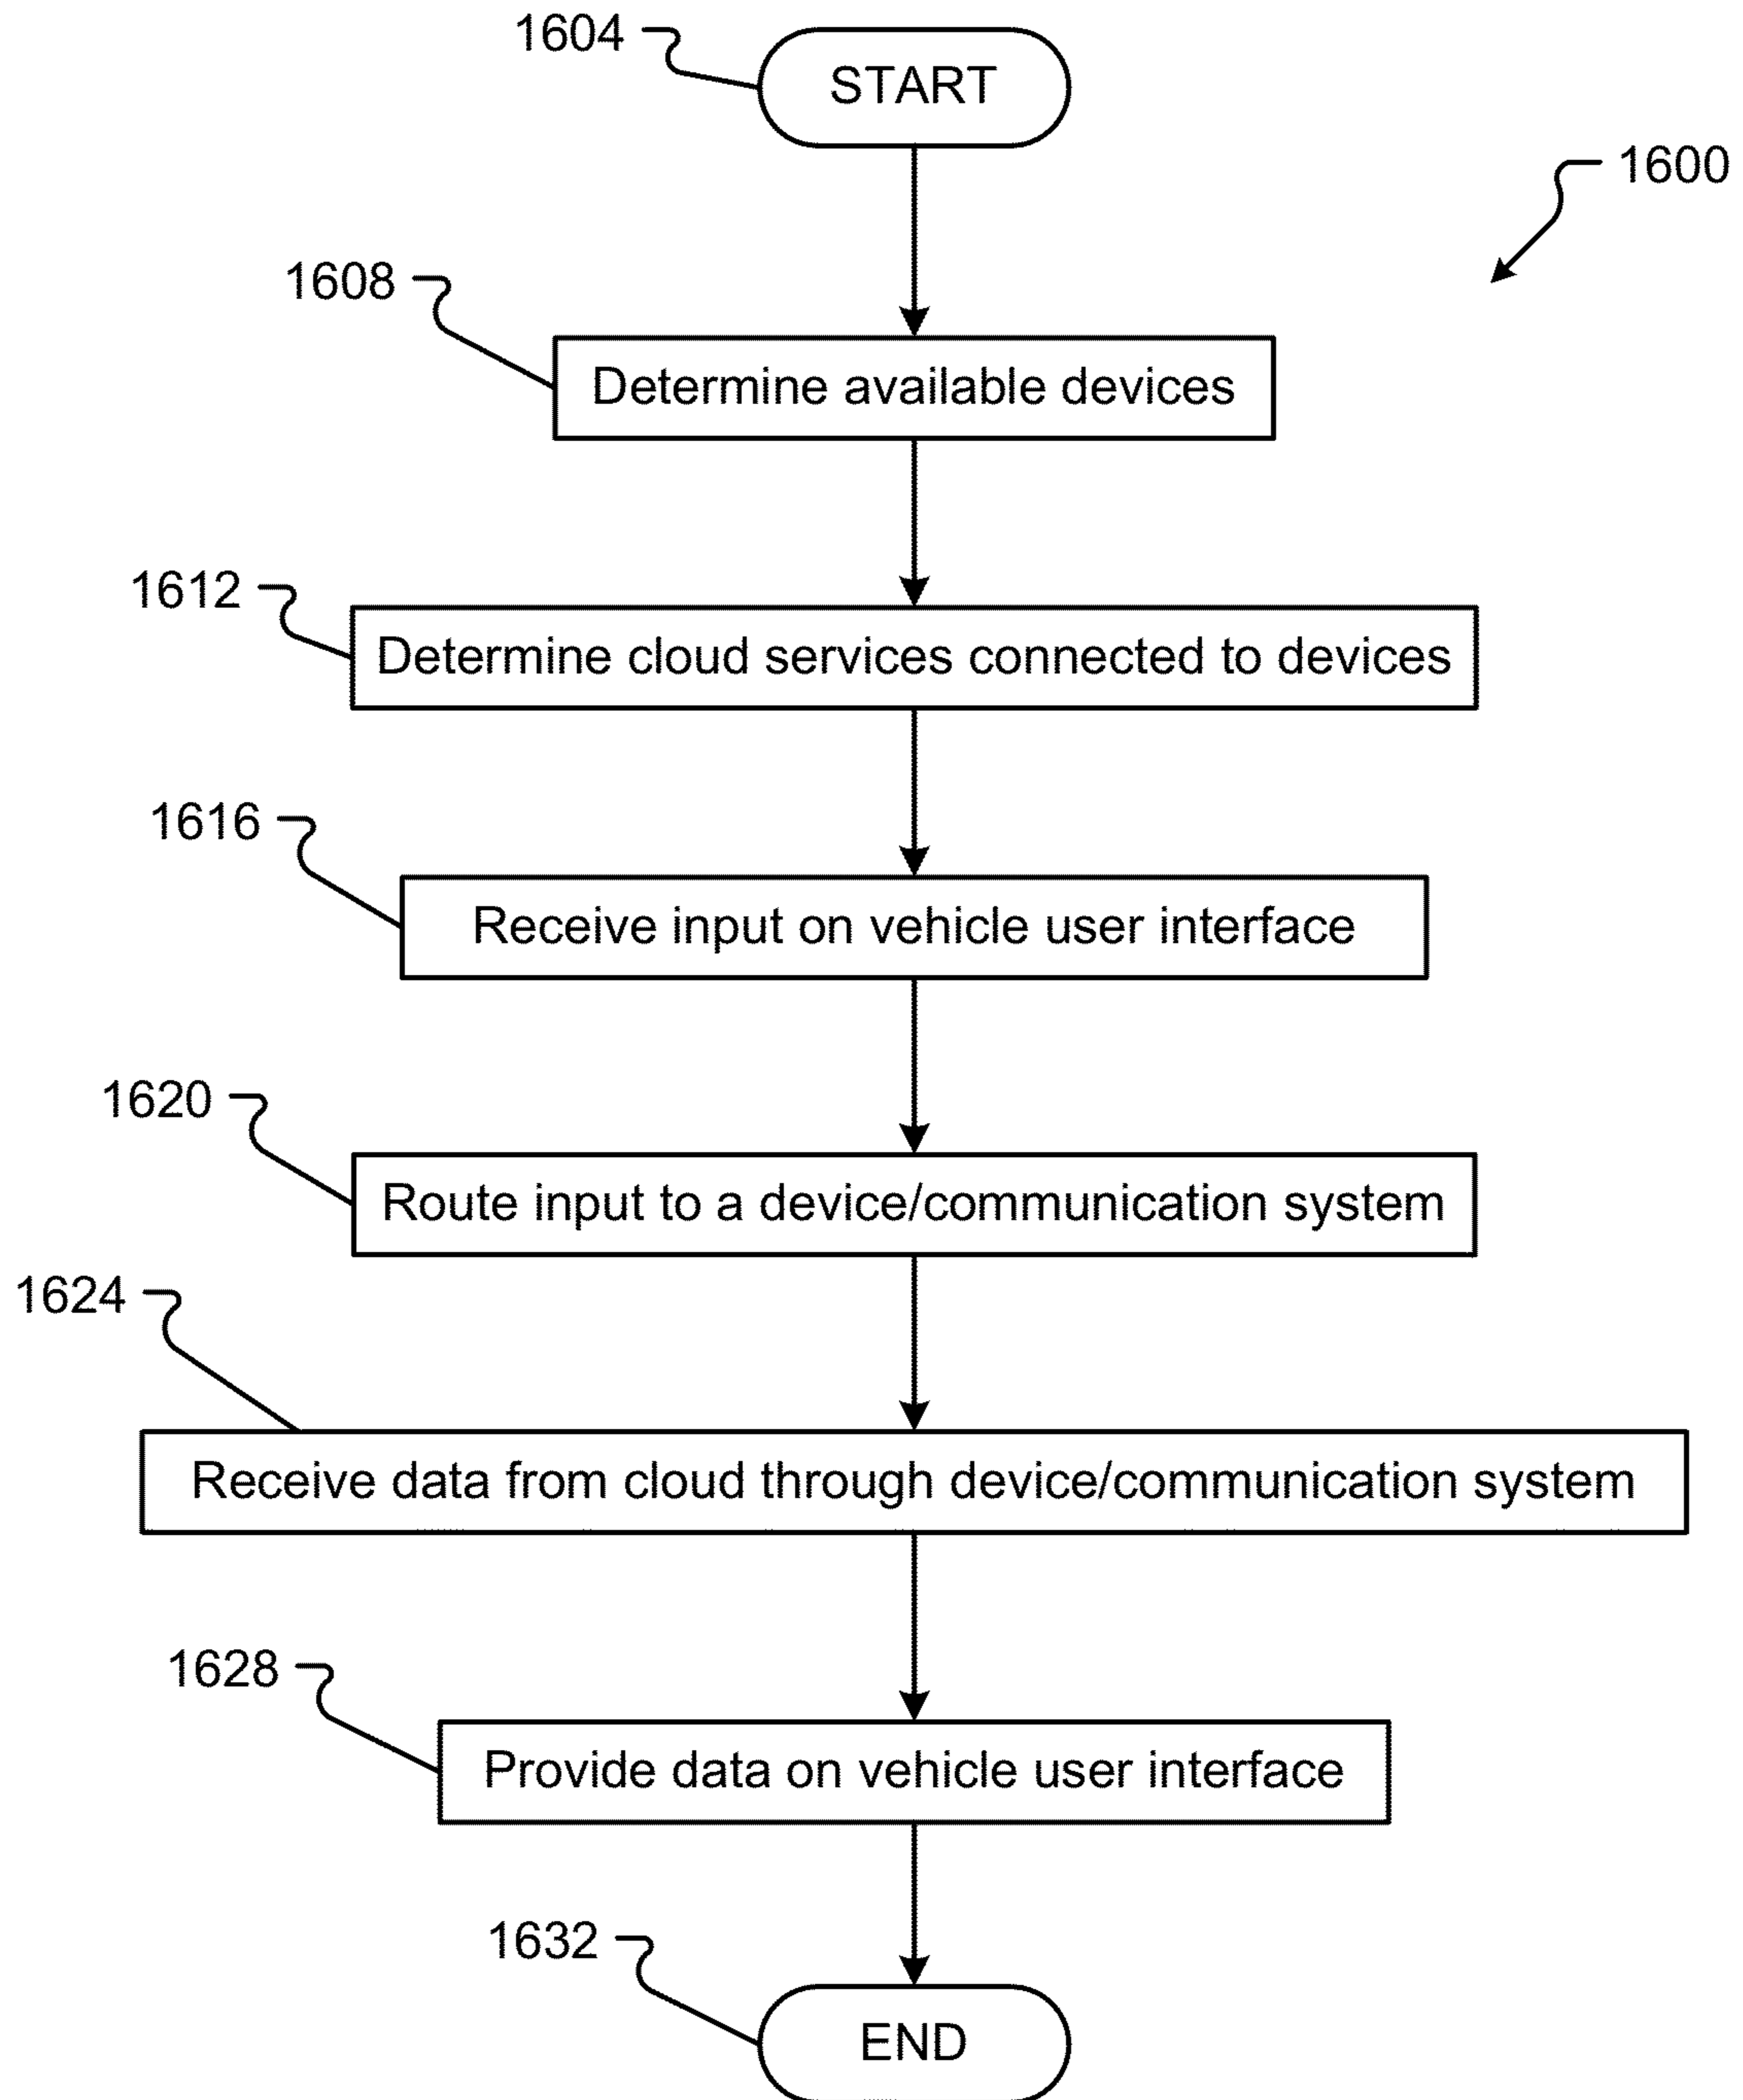 1604
START
1600
1608
Determine available devices
1612
Determine cloud services connected to devices
1616
Receive input on vehicle user interface
1620
Route input to a device/communication system
1624
Receive data from cloud through device/communication system
1628
Provide data on vehicle user interface
1632
END